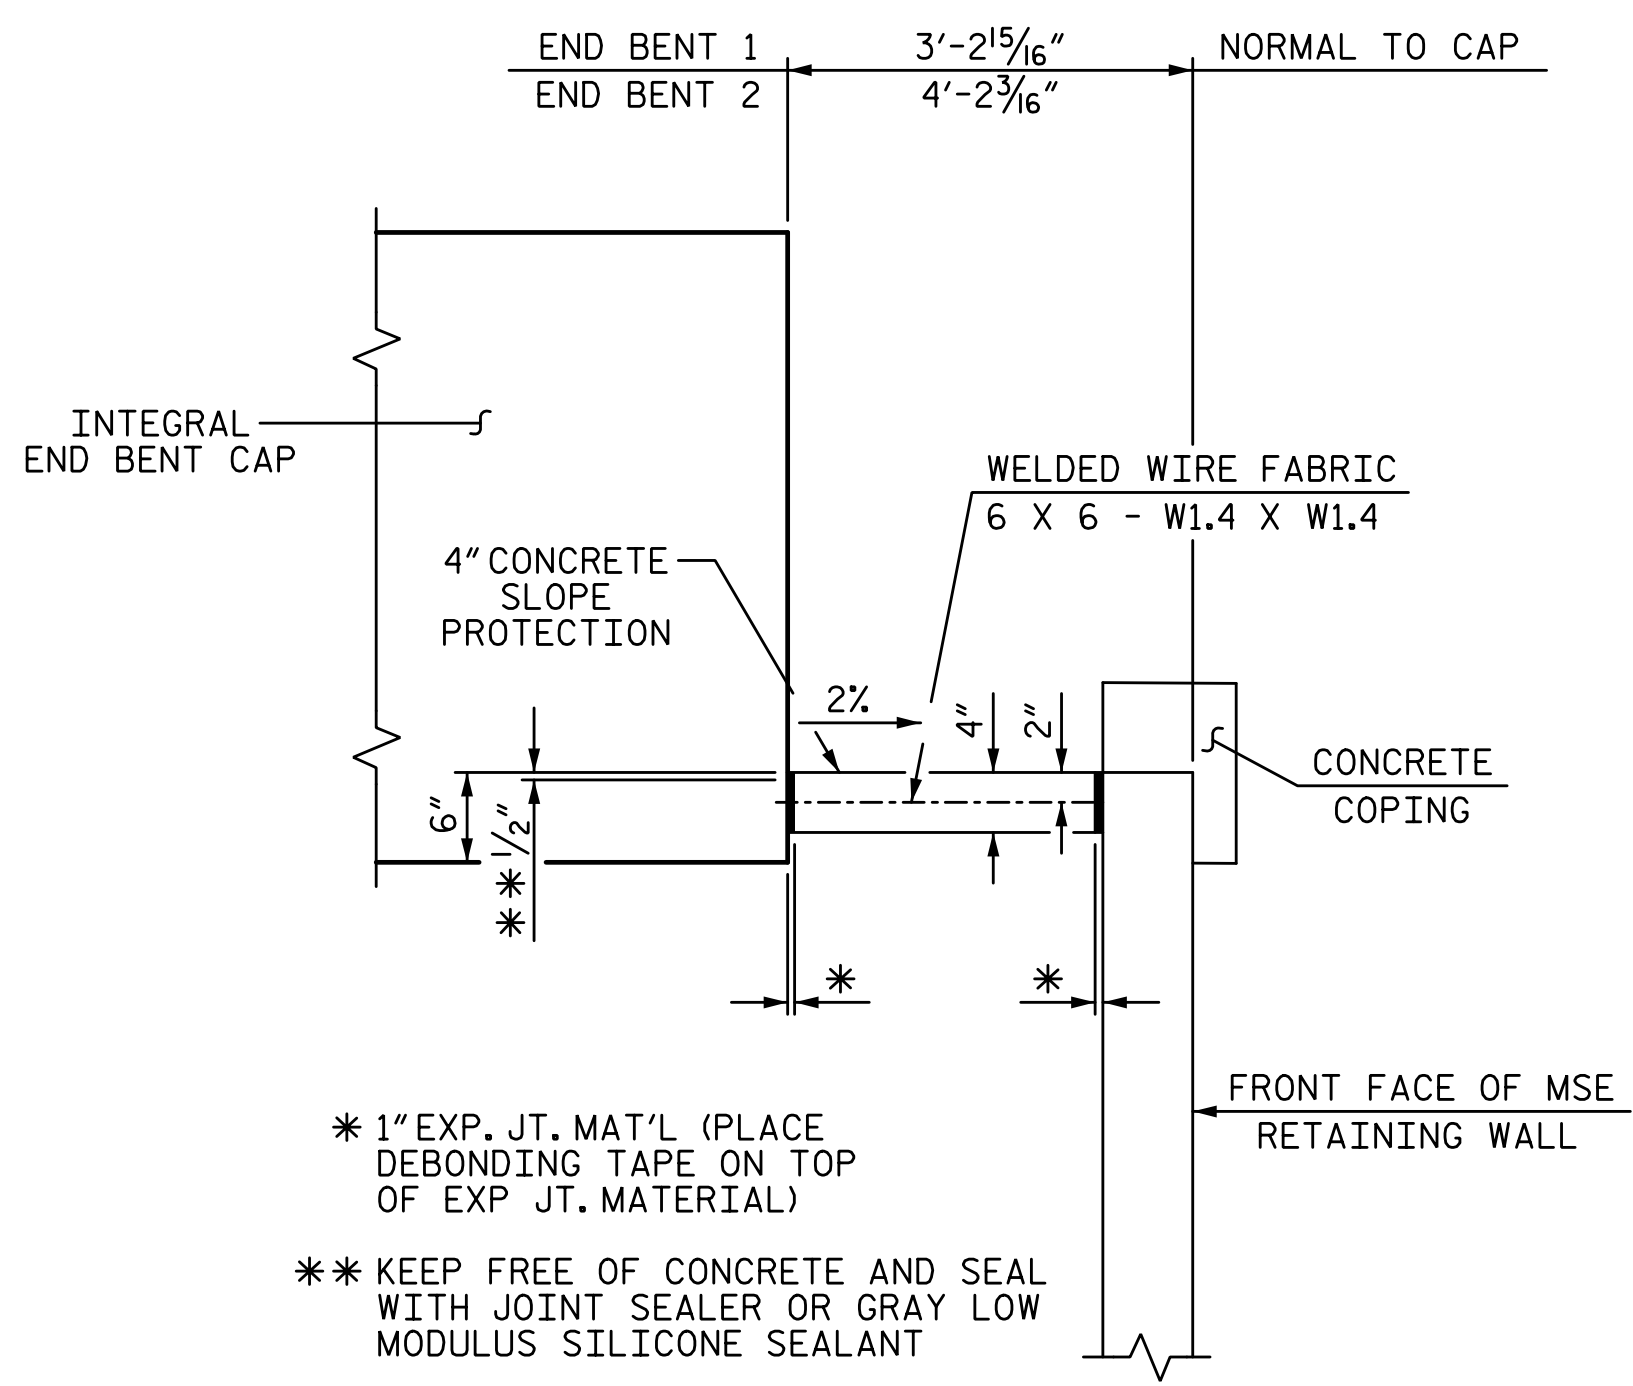 END BENT 1 3'-2 15/16" NORMAL TO CAP
END BENT 2 4'-2 3/16"
INTEGRAL
END BENT CAP
WELDED WIRE FABRIC
6 X 6 - W1.4 X W1.4
4" CONCRETE
SLOPE
PROTECTION
2%
4"
2"
CONCRETE
COPING
6"
** 1/2"
*
*
FRONT FACE OF MSE
RETAINING WALL
* 1" EXP. JT. MAT'L (PLACE
DEBONDING TAPE ON TOP
OF EXP JT. MATERIAL)
** KEEP FREE OF CONCRETE AND SEAL
WITH JOINT SEALER OR GRAY LOW
MODULUS SILICONE SEALANT